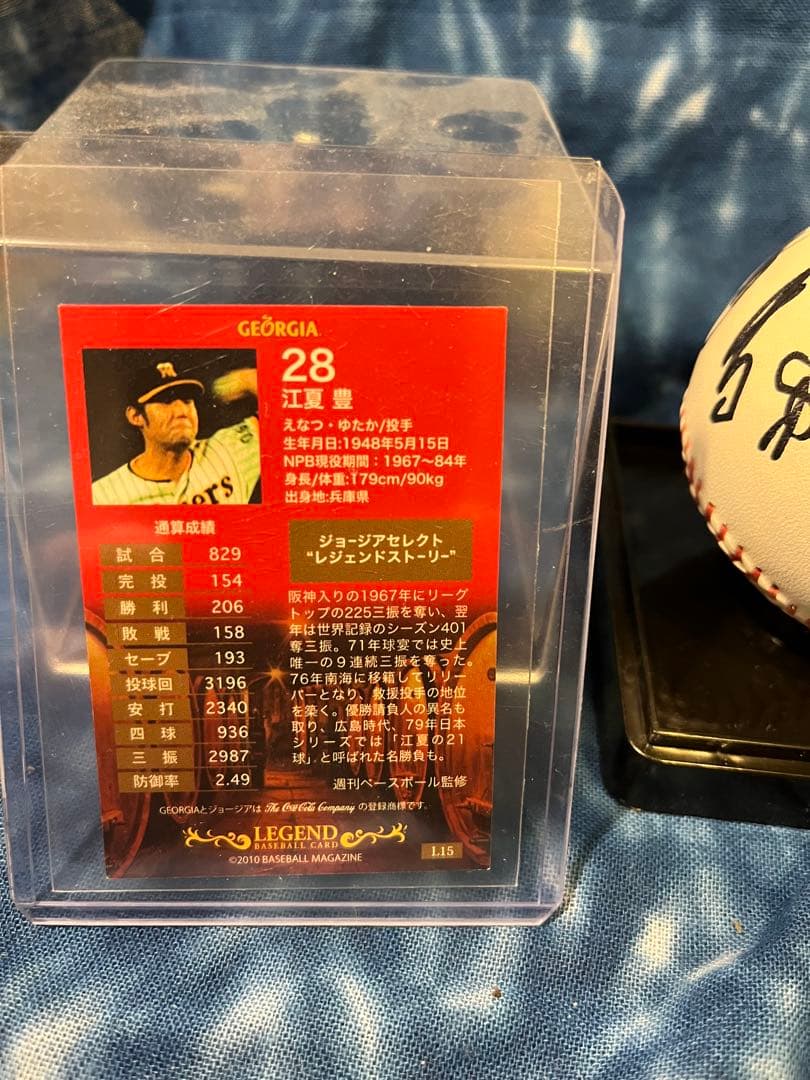 GEORGIA
28
江夏 豊
えなつ・ゆたか/投手
生年月日:1948年5月15日
NPB現役期間：1967〜84年
身長/体重:179cm/90kg
出身地:兵庫県
通算成績
試合 829
完投 154
勝利 206
敗戦 158
セーブ 193
投球回 3196
安打 2340
四球 936
三振 2987
防御率 2.49
ジョージアセレクト
“レジェンドストーリー”
阪神入りの1967年にリーグ
トップの225三振を奪い、翌
年は世界記録のシーズン401
奪三振。71年球宴では史上
唯一の９連続三振を奪った。
76年南海に移籍してリリー
バーとなり、救援投手の地位
を築く。優勝請負人の異名も
取り、広島時代、79年日本
シリーズでは「江夏の21
球」と呼ばれた名勝負も。
週刊ベースボール監修
GEORGIAとジョージアは The Coca-Cola Company の登録商標です。
LEGEND
BASEBALL CARD
©2010 BASEBALL MAGAZINE
L15